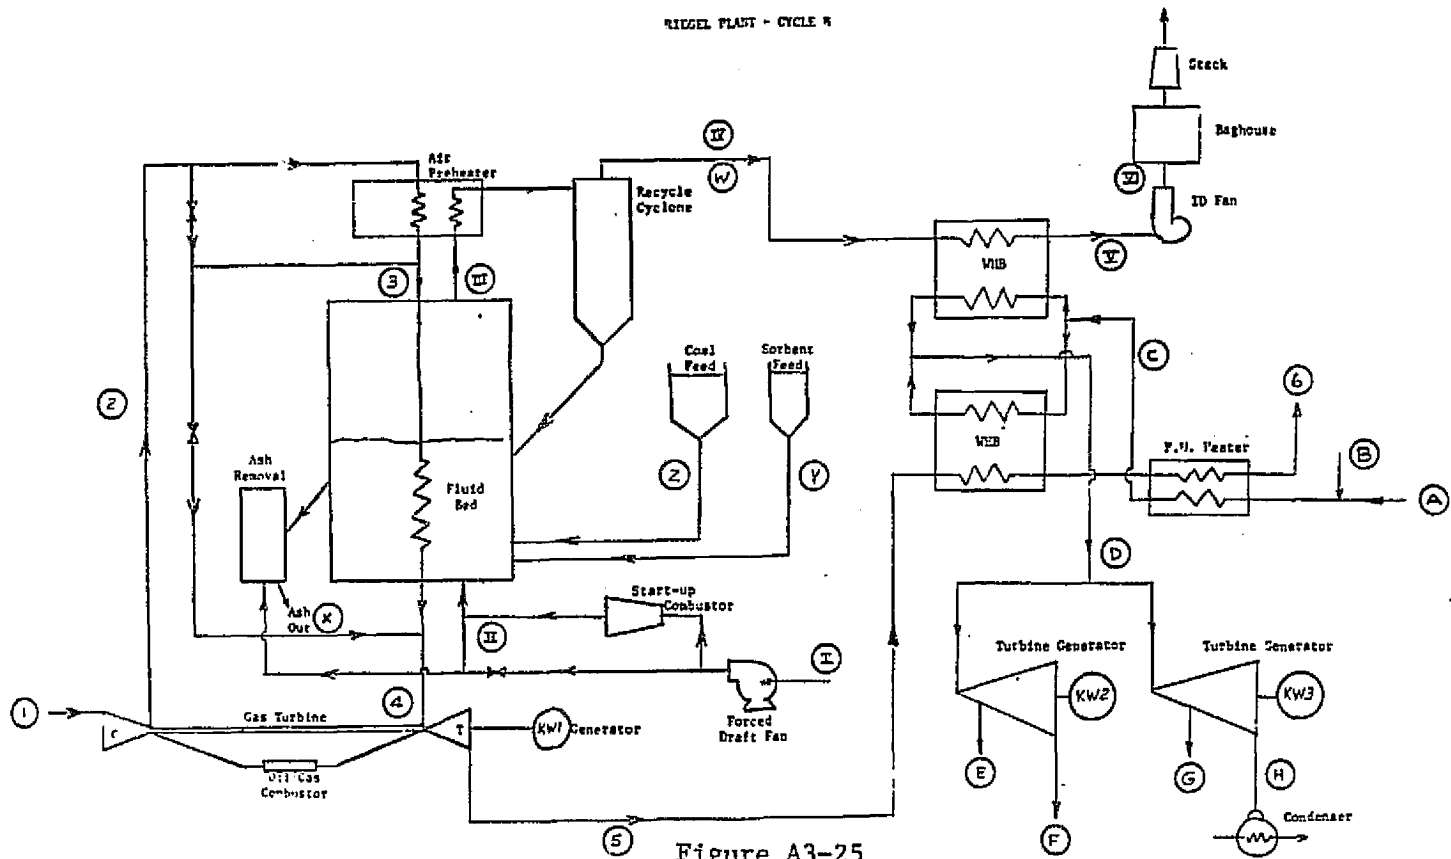 RIEGEL PLANT - CYCLE
Stack
Baghouse
VI
ID Fan
IV
W
Air
Preheater
Recycle
Cyclone
V
WHB
3
III
Coal
Feed
Sorbent
Feed
C
6
2
WHB
F.W. Heater
B
Ash
Removal
Fluid
Bed
Z
Y
A
D
Start-up
Combustor
Ash
Out
X
II
I
Turbine Generator
Turbine Generator
KW2
KW3
1
Gas Turbine
4
C
T
KW1
Generator
Forced
Draft Fan
E
G
H
Oil/Gas
Combustor
Condenser
5
F
Figure A3-25